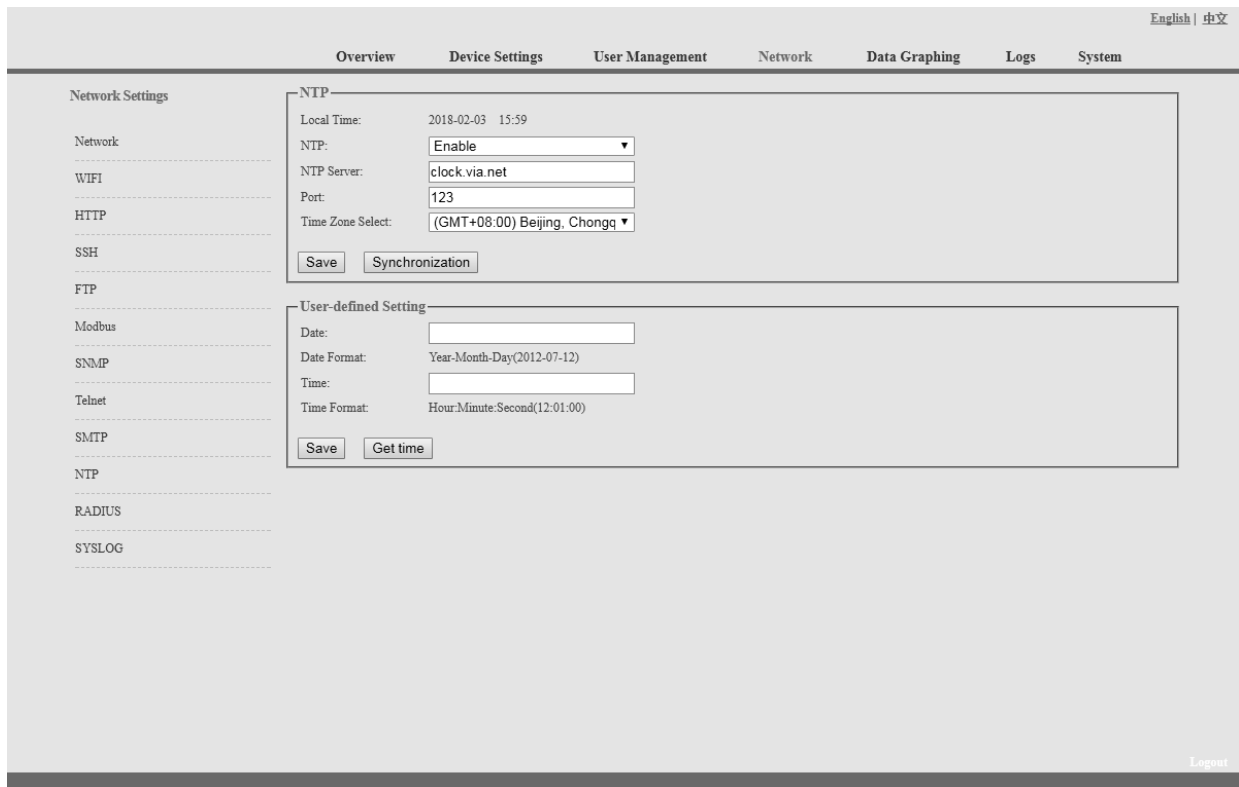 English | 中文
Overview Device Settings User Management Network Data Graphing Logs System
Network Settings
Network
WIFI
HTTP
SSH
FTP
Modbus
SNMP
Telnet
SMTP
NTP
RADIUS
SYSLOG
NTP
Local Time: 2018-02-03 15:59
NTP: Enable
NTP Server: clock.via.net
Port: 123
Time Zone Select: (GMT+08:00) Beijing, Chongq
Save Synchronization
User-defined Setting
Date:
Date Format: Year-Month-Day(2012-07-12)
Time:
Time Format: Hour:Minute:Second(12:01:00)
Save Get time
Logout